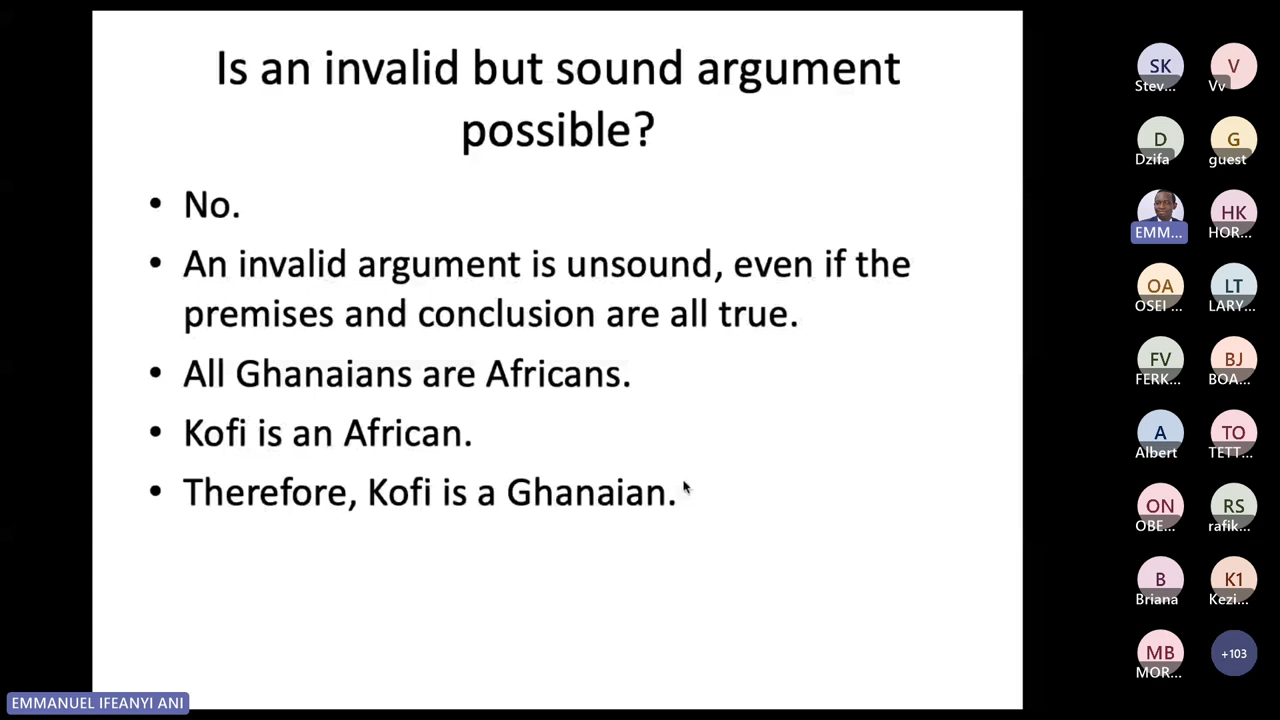 Is an invalid but sound argument
possible?
• No.
• An invalid argument is unsound, even if the
premises and conclusion are all true.
• All Ghanaians are Africans.
• Kofi is an African.
• Therefore, Kofi is a Ghanaian.
SK V
Stev... Vv
D G
Dzifa guest
HK
EMM... HOR...
OA LT
OSEI ... LARY...
FV BJ
FERK... BOA...
A TO
Albert TETT...
ON RS
OBE... rafik...
B K1
Briana Kezi...
MB +103
MOR...
EMMANUEL IFEANYI ANI